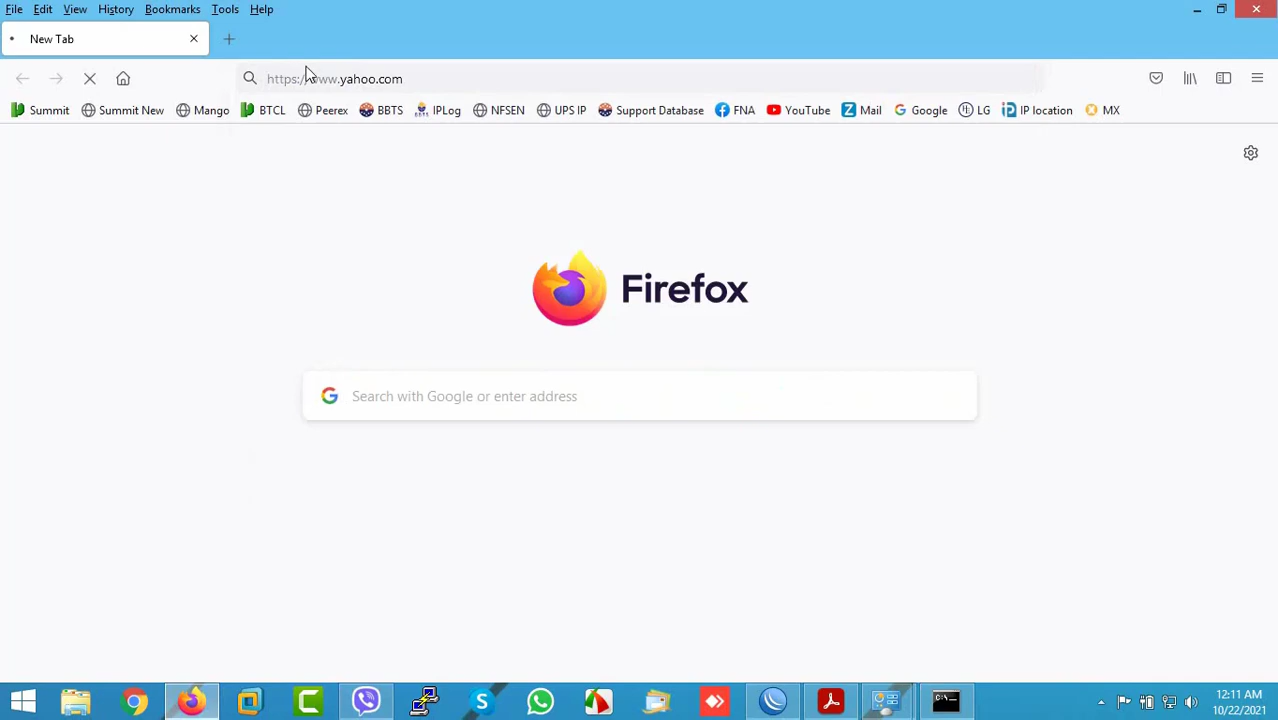 File Edit View History Bookmarks Tools Help
New Tab
https://www.yahoo.com
Summit Summit New Mango BTCL Peerex BBTS IPLog NFSEN UPS IP Support Database FNA YouTube Mail Google LG IP location MX
Firefox
Search with Google or enter address
12:11 AM
10/22/2021